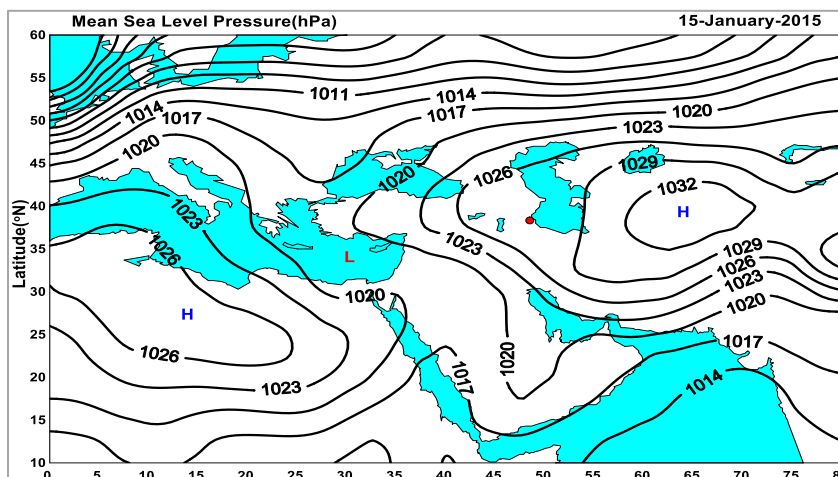 Mean Sea Level Pressure(hPa) 15-January-2015
60
55
50
45
40
35
30
25
20
15
10
Latitude(°N)
1011 1014
1014 1017 1017 1020
1020 1023
1020 1026 1029
1032
1023 H
1026 1023
L 1029
1026
1023
1020 1020
H
1026 1020 1017
1023 1017 1014
0 5 10 15 20 25 30 35 40 45 50 55 60 65 70 75 80